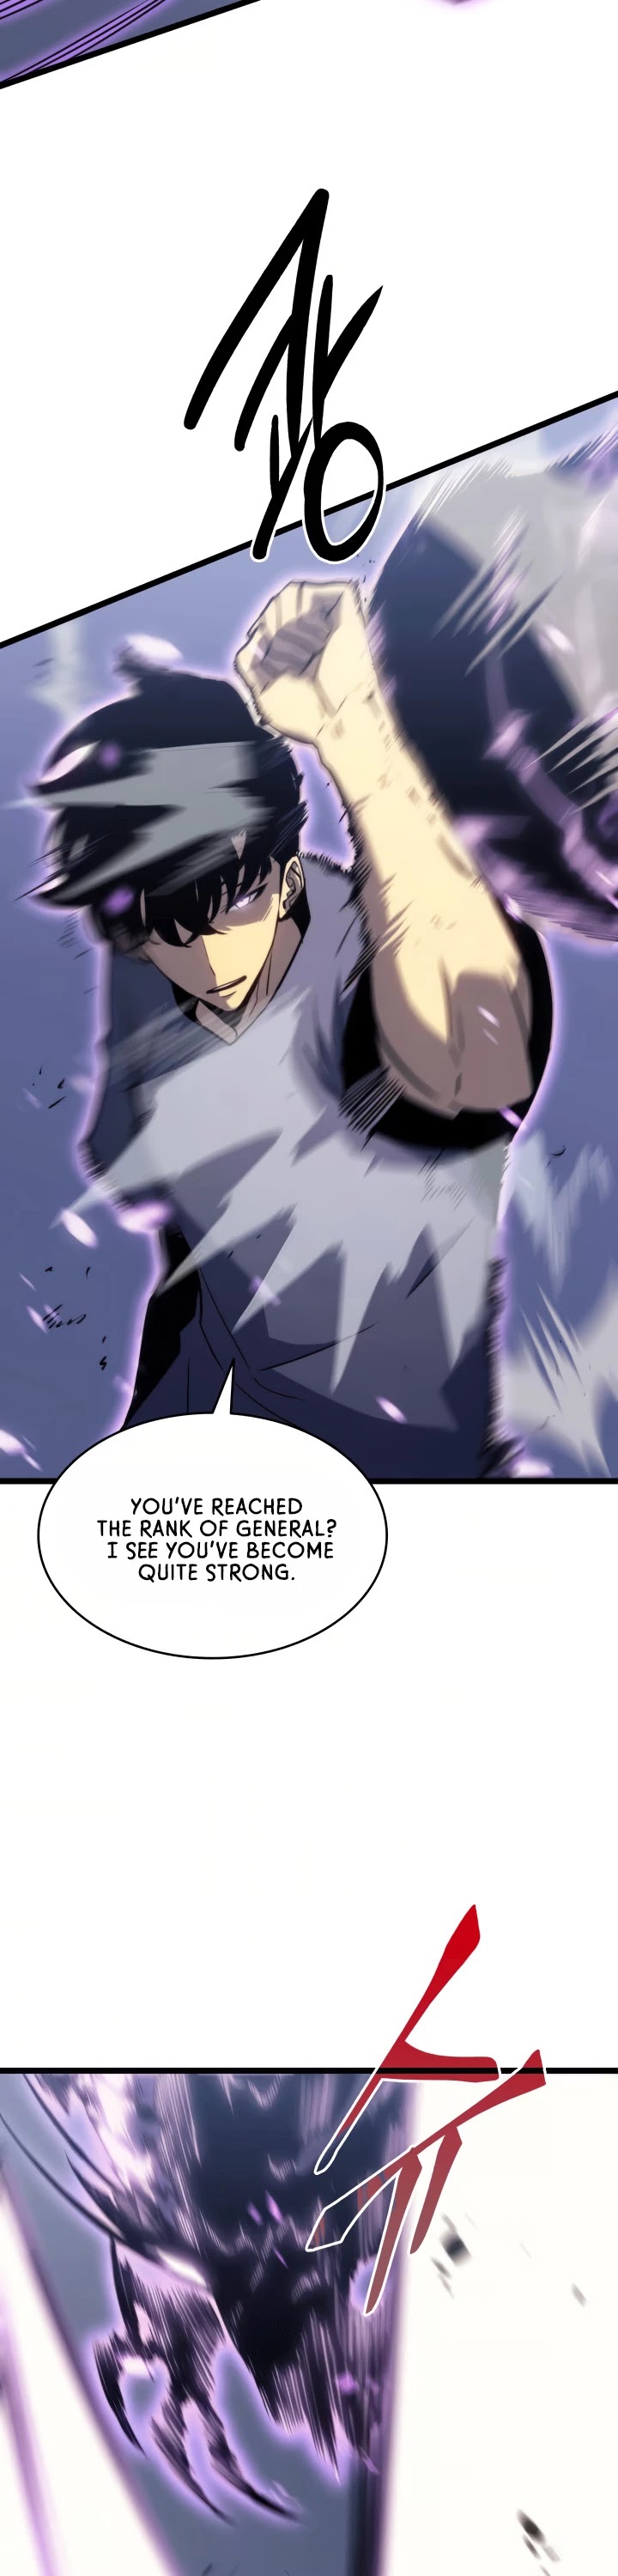 YOU'VE REACHED
THE RANK OF GENERAL?
I SEE YOU'VE BECOME
QUITE STRONG.